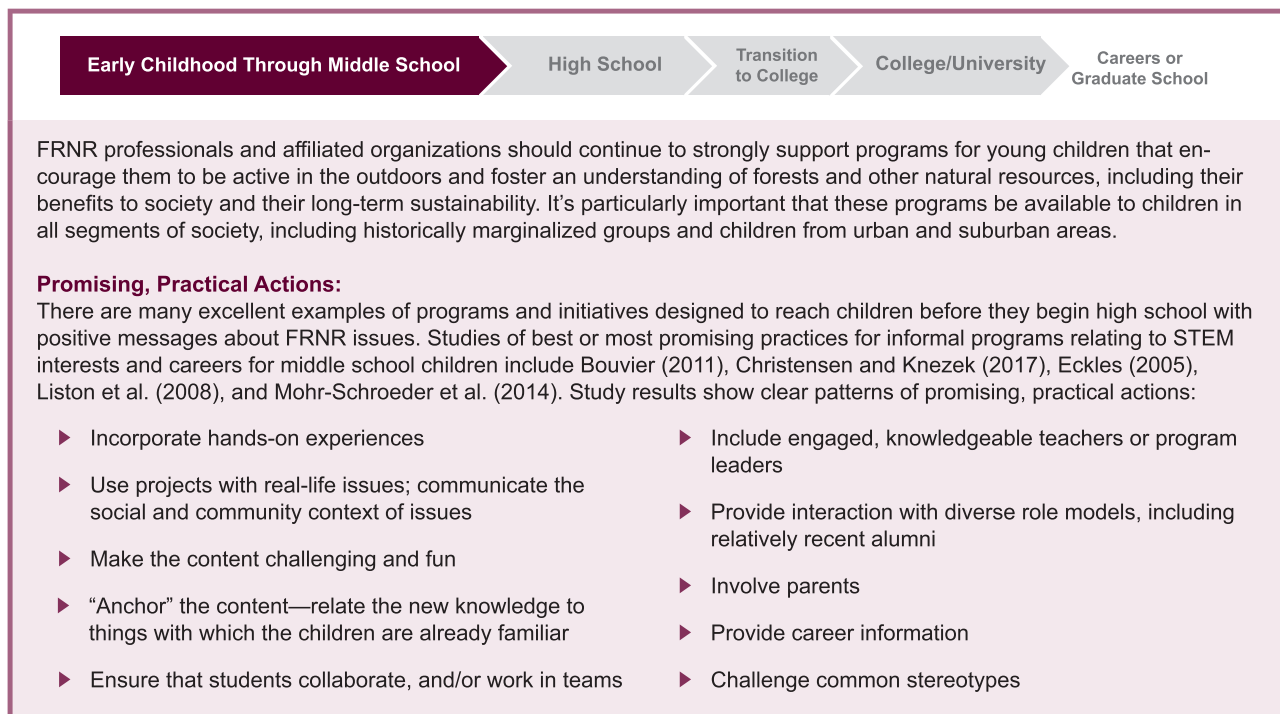 Early Childhood Through Middle School
High School
Transition
to College
College/University
Careers or
Graduate School
FRNR professionals and affiliated organizations should continue to strongly support programs for young children that en-
courage them to be active in the outdoors and foster an understanding of forests and other natural resources, including their
benefits to society and their long-term sustainability. It’s particularly important that these programs be available to children in
all segments of society, including historically marginalized groups and children from urban and suburban areas.
Promising, Practical Actions:
There are many excellent examples of programs and initiatives designed to reach children before they begin high school with
positive messages about FRNR issues. Studies of best or most promising practices for informal programs relating to STEM
interests and careers for middle school children include Bouvier (2011), Christensen and Knezek (2017), Eckles (2005),
Liston et al. (2008), and Mohr-Schroeder et al. (2014). Study results show clear patterns of promising, practical actions:
Incorporate hands-on experiences
Use projects with real-life issues; communicate the
social and community context of issues
Make the content challenging and fun
“Anchor” the content—relate the new knowledge to
things with which the children are already familiar
Ensure that students collaborate, and/or work in teams
Include engaged, knowledgeable teachers or program
leaders
Provide interaction with diverse role models, including
relatively recent alumni
Involve parents
Provide career information
Challenge common stereotypes